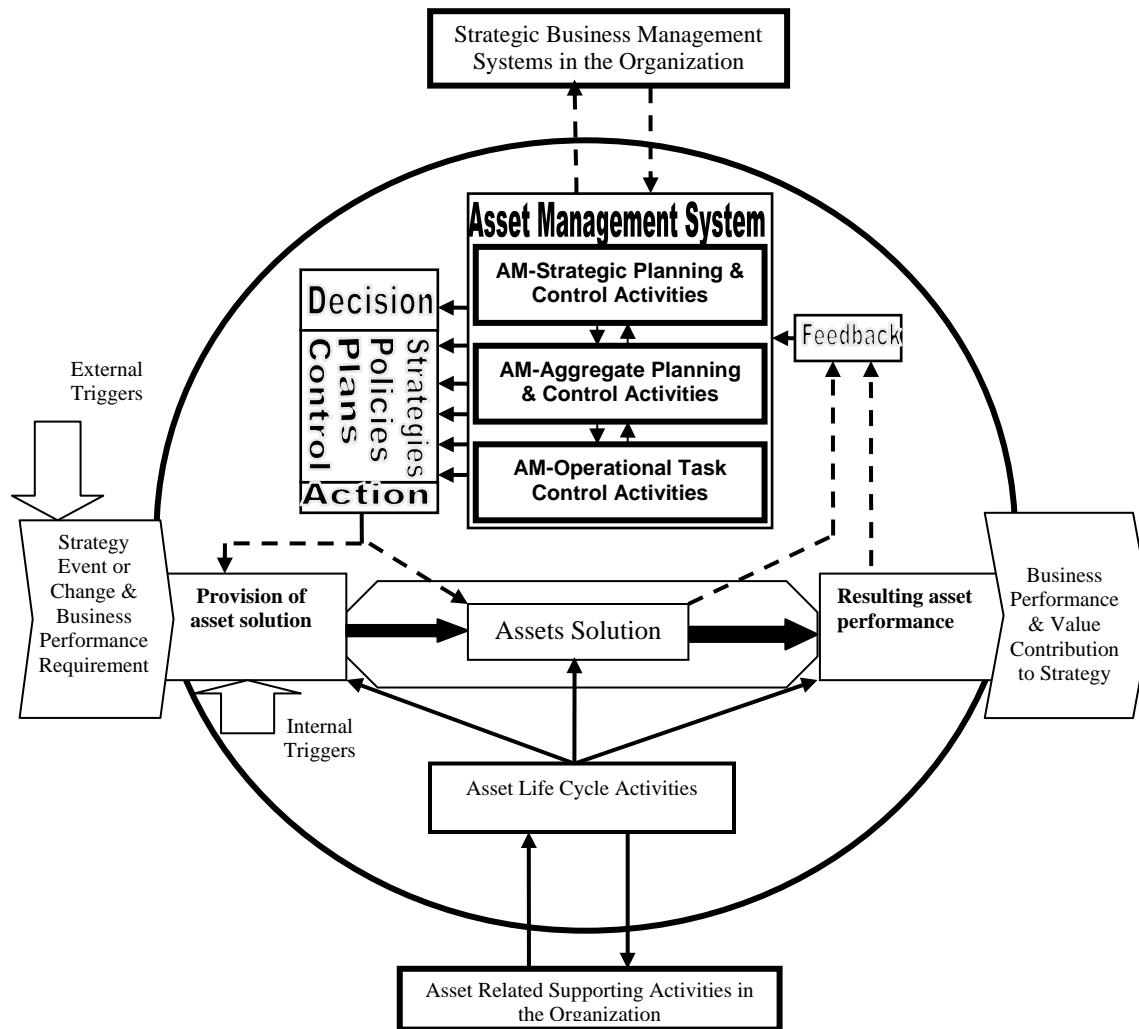 Strategic Business Management
Systems in the Organization
Asset Management System
AM-Strategic Planning &
Control Activities
Decision
Strategies
Policies
Plans
Control
Action
AM-Aggregate Planning
& Control Activities
AM-Operational Task
Control Activities
Feedback
External
Triggers
Strategy
Event or
Change &
Business
Performance
Requirement
Provision of
asset solution
Assets Solution
Resulting asset
performance
Business
Performance
& Value
Contribution
to Strategy
Internal
Triggers
Asset Life Cycle Activities
Asset Related Supporting Activities in
the Organization